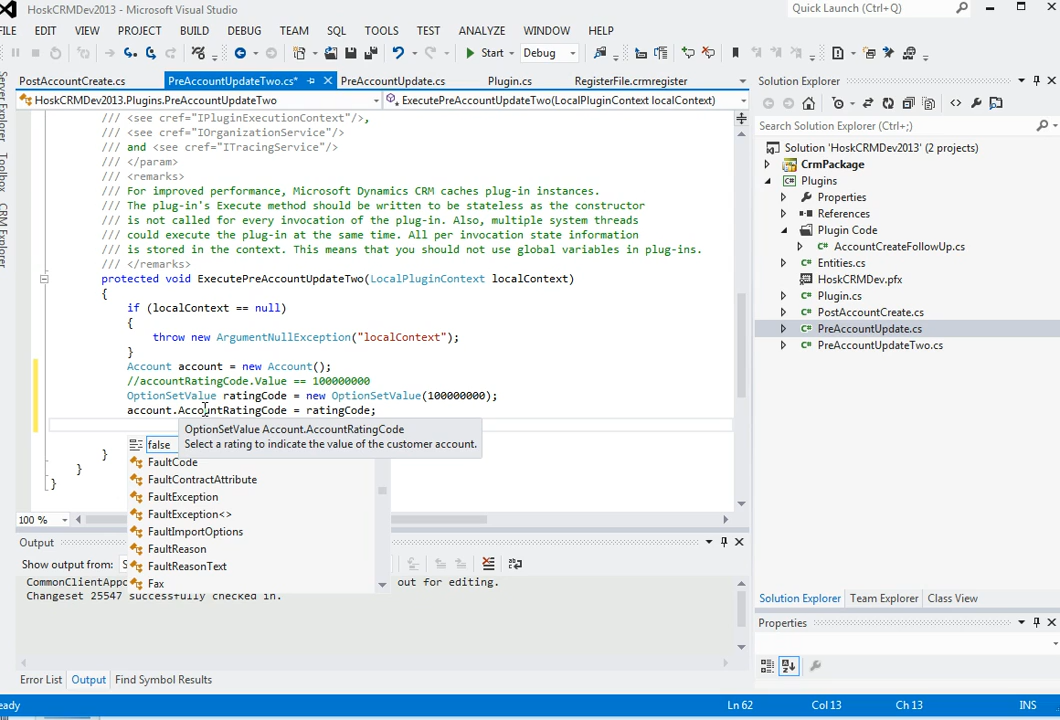 HoskCRMDev2013 - Microsoft Visual Studio
Quick Launch (Ctrl+Q)
FILE EDIT VIEW PROJECT BUILD DEBUG TEAM SQL TOOLS TEST ANALYZE WINDOW HELP
Start Debug
PostAccountCreate.cs PreAccountUpdateTwo.cs* PreAccountUpdate.cs Plugin.cs RegisterFile.crmregister
HoskCRMDev2013.Plugins.PreAccountUpdateTwo ExecutePreAccountUpdateTwo(LocalPluginContext localContext)
Server Explorer
Toolbox
CRM Explorer
/// <see cref="IPluginExecutionContext"/>,
/// <see cref="IOrganizationService"/>
/// and <see cref="ITracingService"/>
/// </param>
/// <remarks>
/// For improved performance, Microsoft Dynamics CRM caches plug-in instances.
/// The plug-in's Execute method should be written to be stateless as the constructor
/// is not called for every invocation of the plug-in. Also, multiple system threads
/// could execute the plug-in at the same time. All per invocation state information
/// is stored in the context. This means that you should not use global variables in plug-ins.
/// </remarks>
protected void ExecutePreAccountUpdateTwo(LocalPluginContext localContext)
{
if (localContext == null)
{
throw new ArgumentNullException("localContext");
}
Account account = new Account();
//accountRatingCode.Value == 100000000
OptionSetValue ratingCode = new OptionSetValue(100000000);
account.AccountRatingCode = ratingCode;
OptionSetValue Account.AccountRatingCode
Select a rating to indicate the value of the customer account.
false
FaultCode
FaultContractAttribute
FaultException
FaultException<>
FaultImportOptions
FaultReason
FaultReasonText
Fax
}
}
}
100 %
Output
Show output from: S
CommonClientAppo out for editing.
Changeset 25547 successfully checked in.
Error List Output Find Symbol Results
Solution Explorer
Search Solution Explorer (Ctrl+;)
Solution 'HoskCRMDev2013' (2 projects)
CrmPackage
Plugins
Properties
References
Plugin Code
AccountCreateFollowUp.cs
Entities.cs
HoskCRMDev.pfx
Plugin.cs
PostAccountCreate.cs
PreAccountUpdate.cs
PreAccountUpdateTwo.cs
Solution Explorer Team Explorer Class View
Properties
eady Ln 62 Col 13 Ch 13 INS